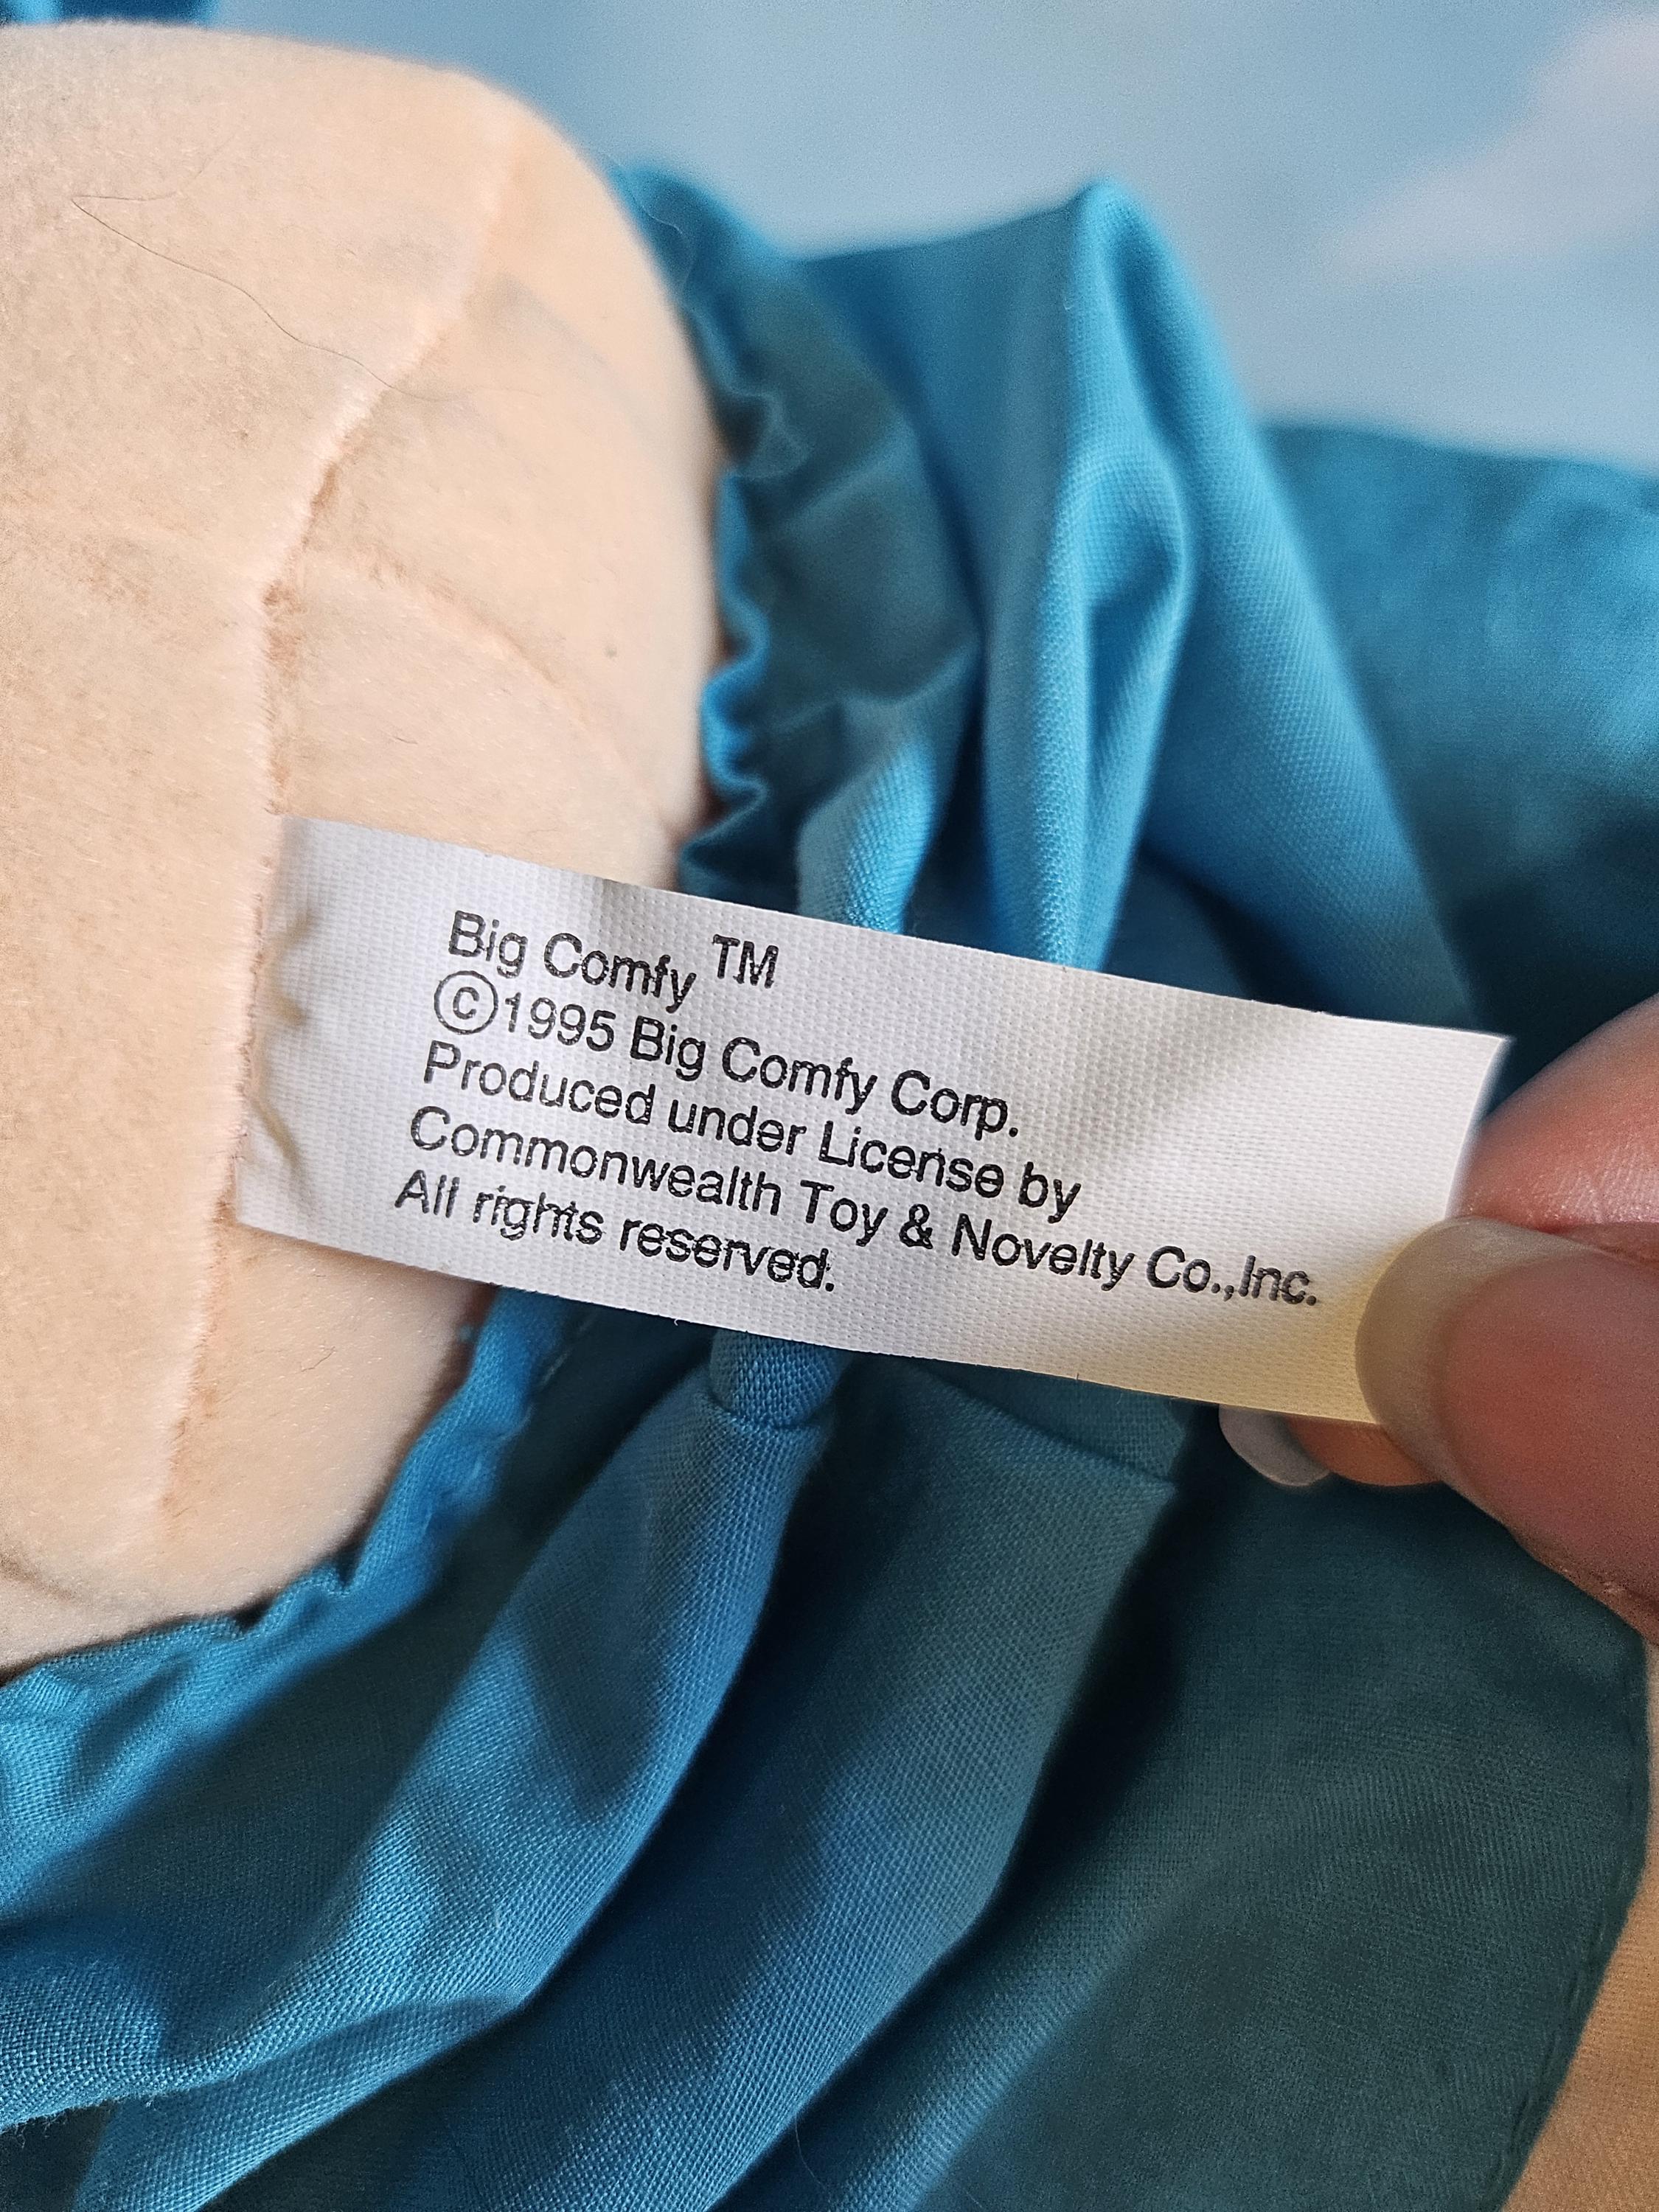 Big Comfy ™
©1995 Big Comfy Corp.
Produced under License by
Commonwealth Toy & Novelty Co.,Inc.
All rights reserved.